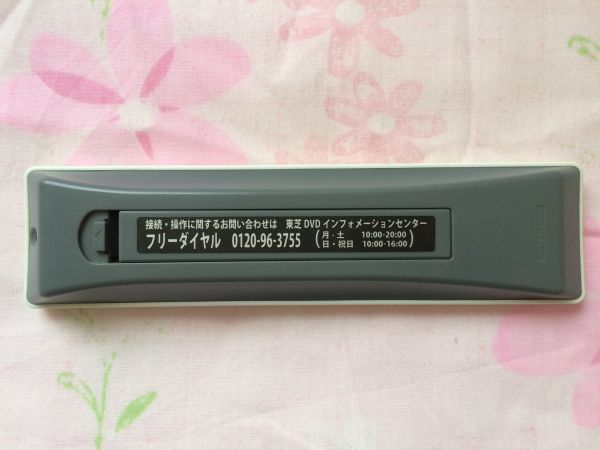 接続・操作に関するお問い合わせは 東芝 DVD インフォメーションセンター
フリーダイヤル 0120-96-3755 (月 - 土 10:00-20:00
日・祝日 10:00-16:00)